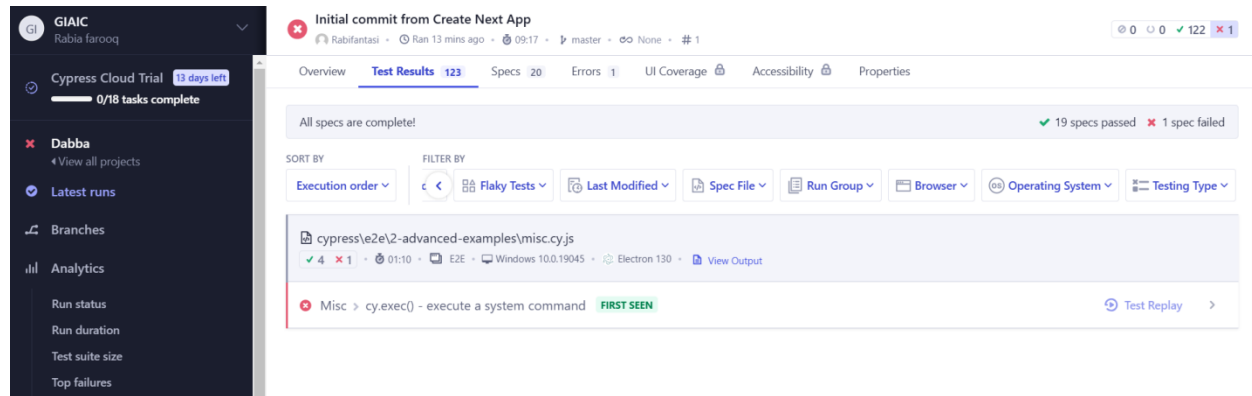 GI
GIAIC
Rabia farooq
Cypress Cloud Trial 13 days left
0/18 tasks complete
Dabba
View all projects
Latest runs
Branches
Analytics
Run status
Run duration
Test suite size
Top failures
Initial commit from Create Next App
Rabifantasi • Ran 13 mins ago • 09:17 • master • None • # 1
0 0 122 1
Overview Test Results 123 Specs 20 Errors 1 UI Coverage Accessibility Properties
All specs are complete! 19 specs passed 1 spec failed
SORT BY FILTER BY
Execution order Flaky Tests Last Modified Spec File Run Group Browser OS Operating System Testing Type
cypress\e2e\2-advanced-examples\misc.cy.js
4 1 • 01:10 • E2E • Windows 10.0.19045 • Electron 130 • View Output
Misc > cy.exec() - execute a system command FIRST SEEN Test Replay >